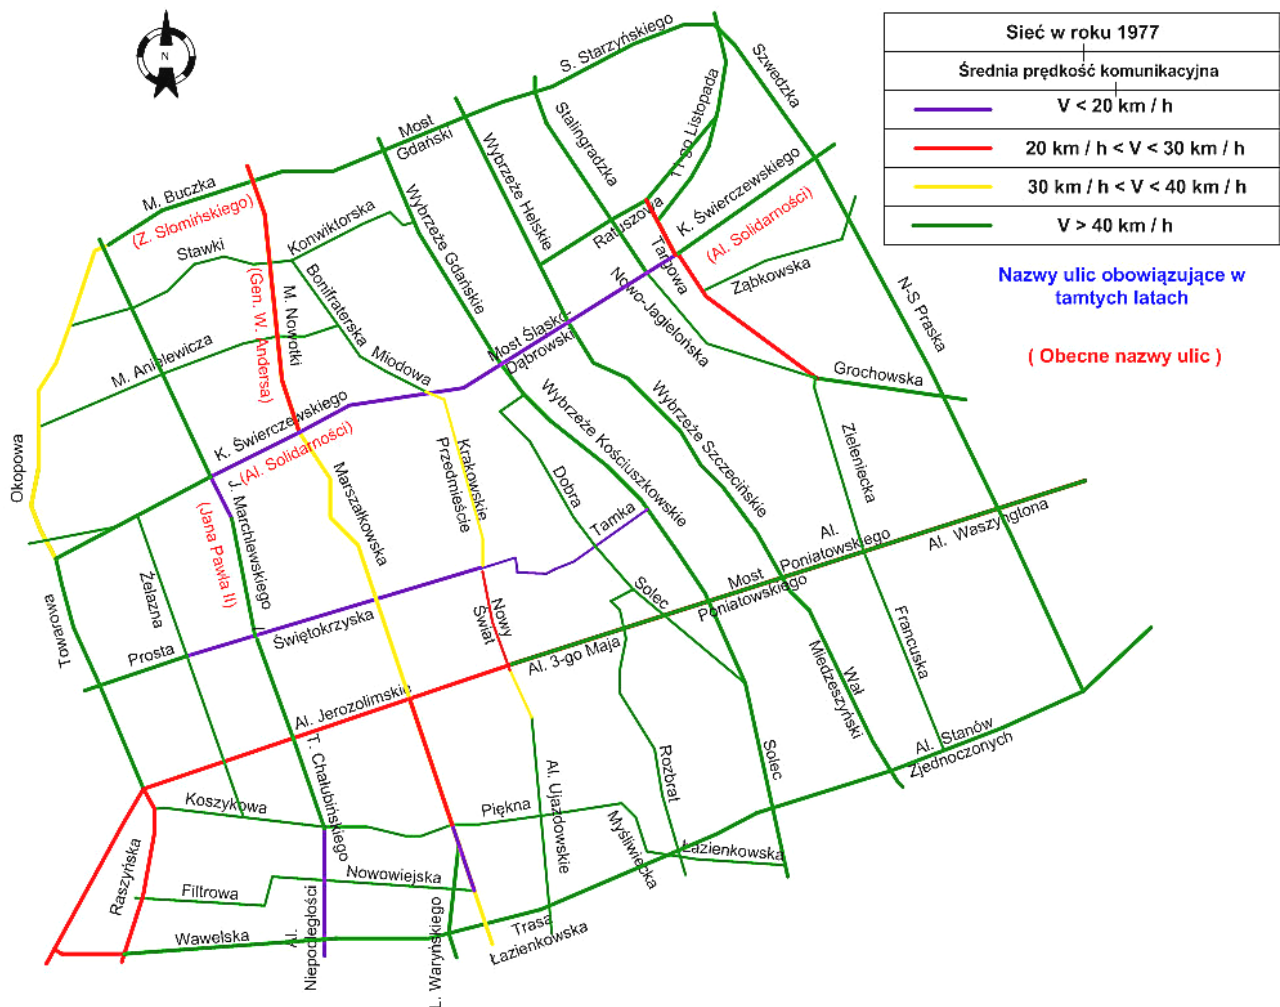 N
Sieć w roku 1977
Średnia prędkość komunikacyjna
V < 20 km / h
20 km / h < V < 30 km / h
30 km / h < V < 40 km / h
V > 40 km / h
Nazwy ulic obowiązujące w
tamtych latach
( Obecne nazwy ulic )
S. Starzyńskiego
Szwedzka
Most
Gdański
Stalingradzka
11-go Listopada
Wybrzeże Helskie
K. Świerczewskiego
(Al. Solidarności)
M. Buczka
(Z. Słomińskiego)
Konwiktorska
Wybrzeże Gdańskie
Ratuszowa
Targowa
Ząbkowska
Stawki
Bonifraterska
M. Nowotki
(Gen. W. Andersa)
Nowo-Jagielońska
N-S Praska
M. Anielewicza
Miodowa
Most Śląsko-
Dąbrowski
Grochowska
K. Świerczewskiego
(Al. Solidarności)
Okopowa
Wybrzeże Kościuszkowskie
Wybrzeże Szczecińskie
Zieleniecka
Krakowskie
Przedmieście
Marszałkowska
Dobra
J. Marchlewskiego
(Jana Pawła II)
Tamka
Al.
Poniatowskiego
Al. Waszyngtona
Żelazna
Towarowa
Świętokrzyska
Prosta
Nowy
Świat
Solec
Most
Poniatowskiego
Francuska
Al. 3-go Maja
Wał
Miedzeszyński
Al. Jerozolimskie
T. Chałubińskiego
Al. Stanów
Zjednoczonych
Solec
Rozbrat
Al. Ujazdowskie
Koszykowa
Piękna
Myśliwiecka
Łazienkowska
Raszyńska
Filtrowa
Nowowiejska
Wawelska
Al.
Niepodległości
L. Waryńskiego
Trasa
Łazienkowska